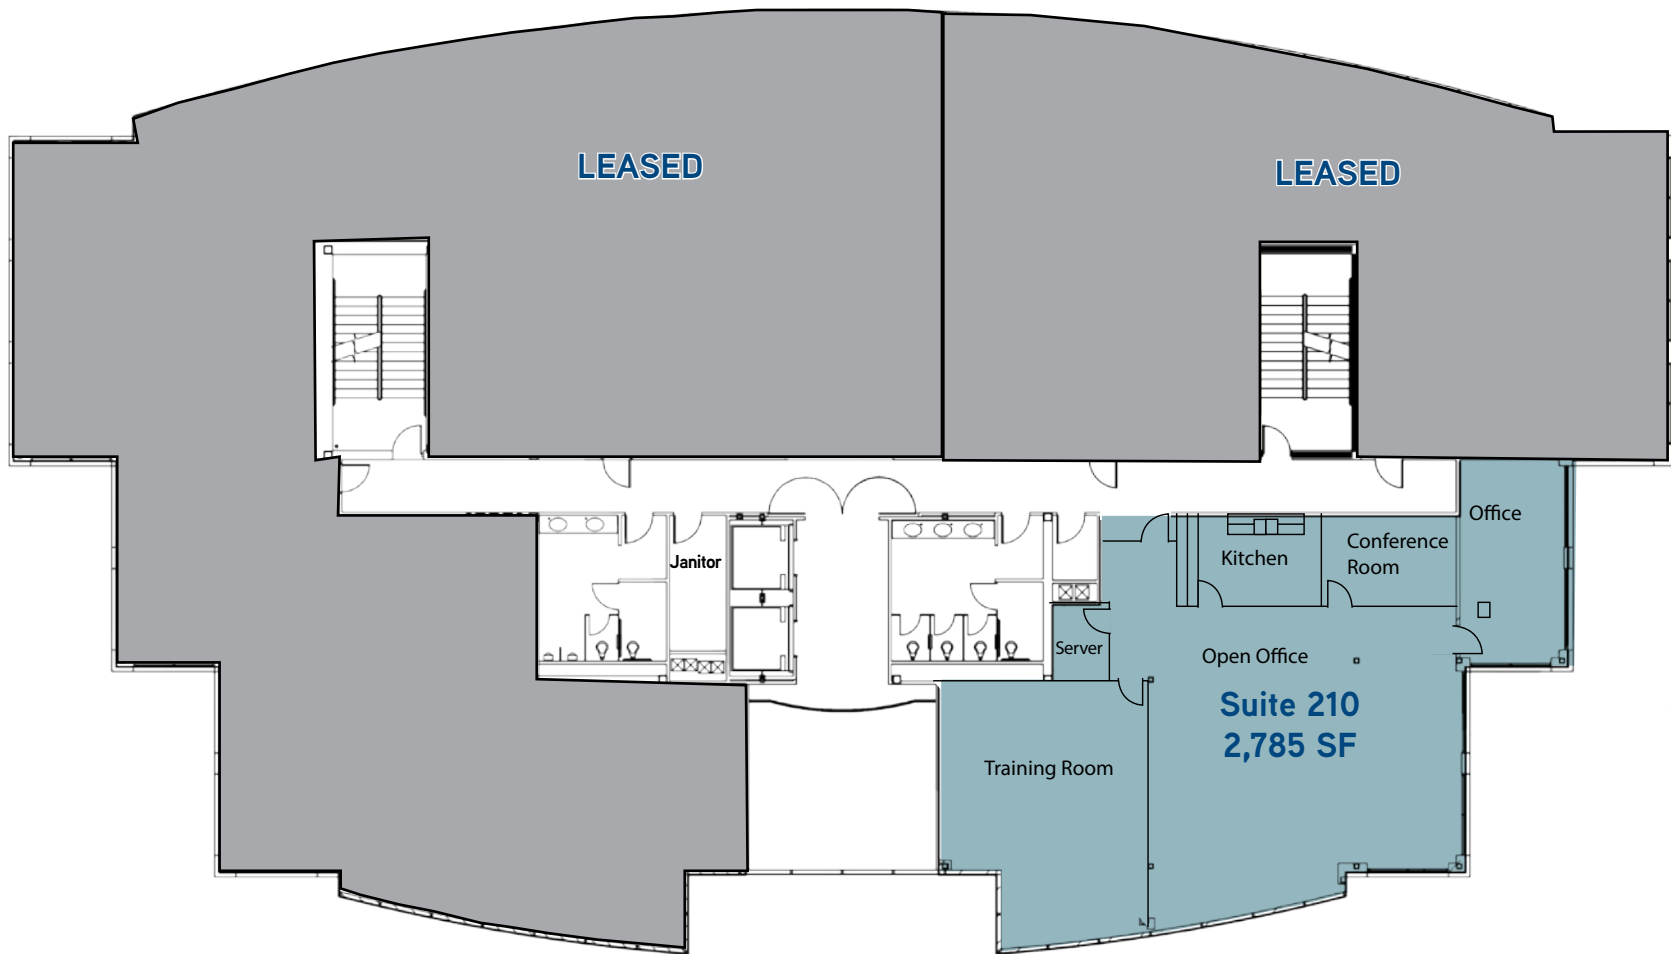 LEASED
LEASED
Office
Kitchen
Conference
Room
Janitor
Server
Open Office
Suite 210
2,785 SF
Training Room